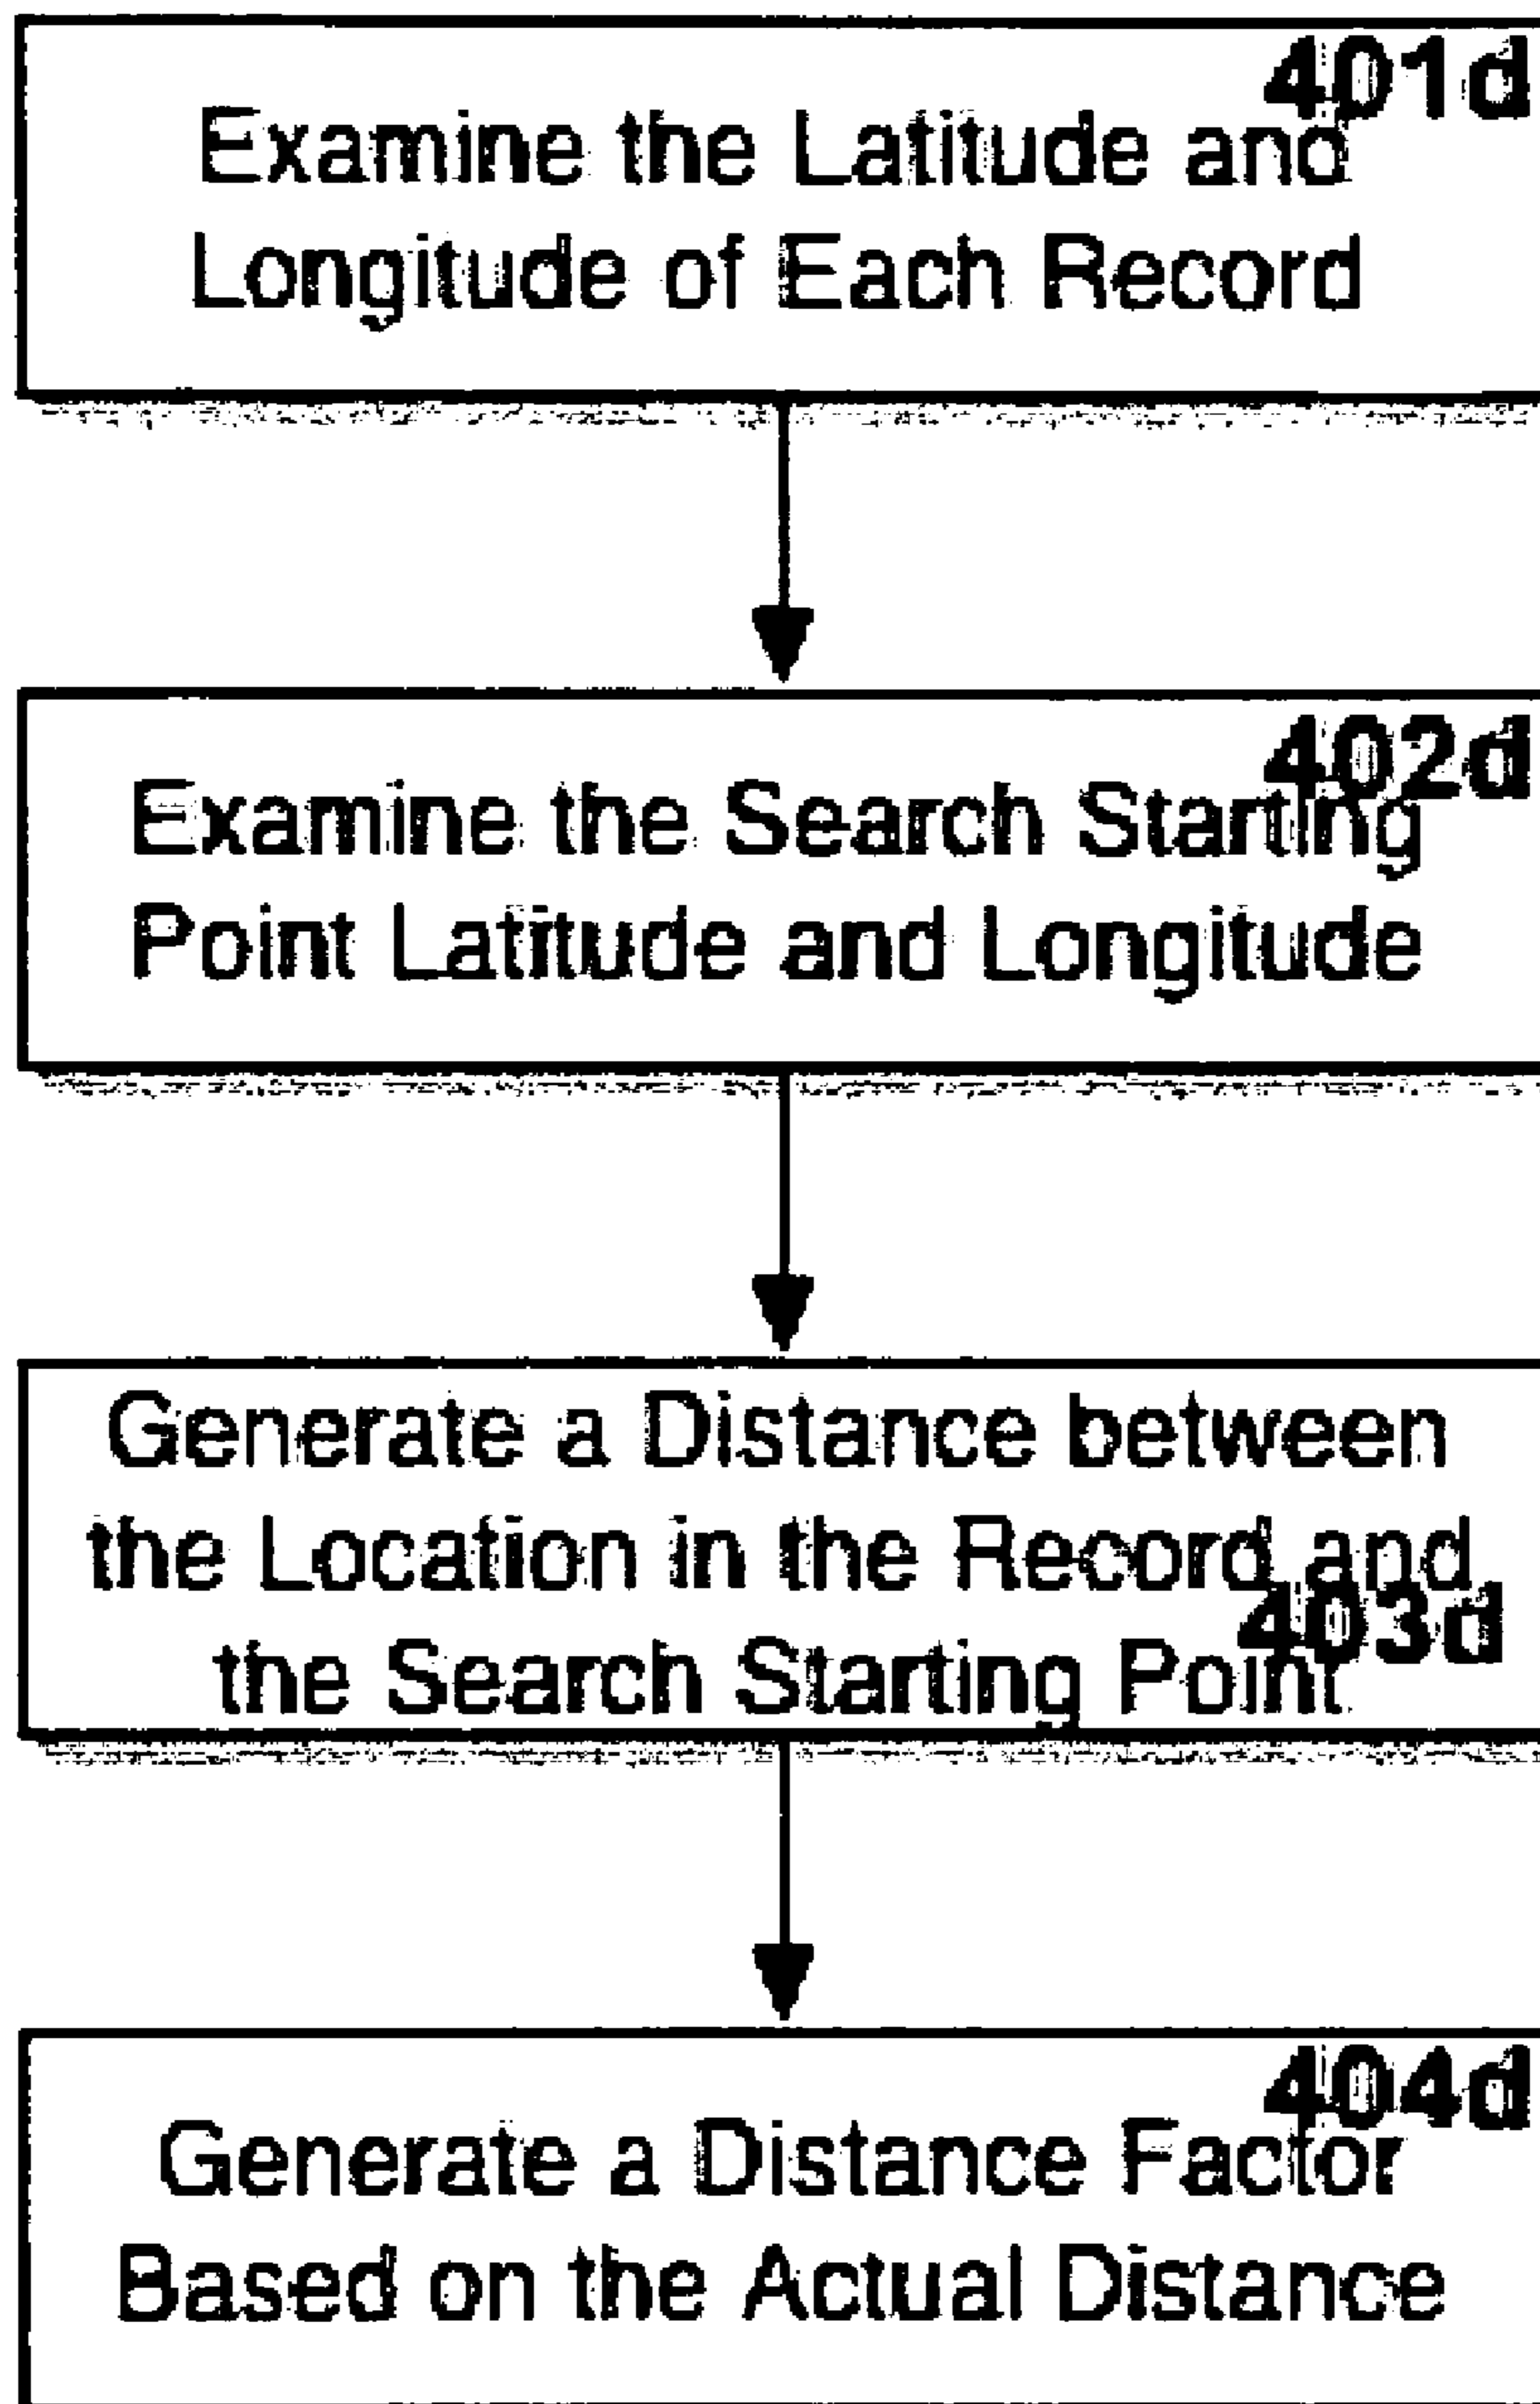 401d
Examine the Latitude and
Longitude of Each Record
402d
Examine the Search Starting
Point Latitude and Longitude
Generate a Distance between
the Location in the Record and
403d
the Search Starting Point
404d
Generate a Distance Factor
Based on the Actual Distance